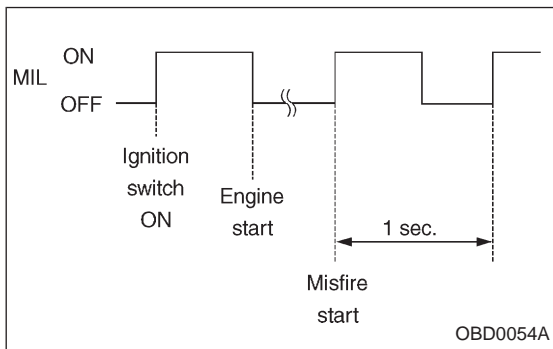 ON
MIL
OFF
Ignition
switch
ON
Engine
start
1 sec.
Misfire
start
OBD0054A